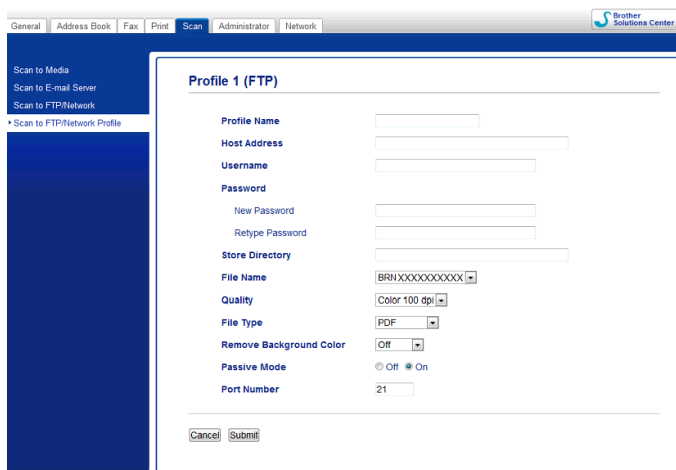 General Address Book Fax Print Scan Administrator Network
Brother
Solutions Center
Scan to Media
Scan to E-mail Server
Scan to FTP/Network
Scan to FTP/Network Profile
Profile 1 (FTP)
Profile Name
Host Address
Username
Password
New Password
Retype Password
Store Directory
File Name BRNXXXXXXXXXX
Quality Color 100 dpi
File Type PDF
Remove Background Color Off
Passive Mode Off On
Port Number 21
Cancel Submit